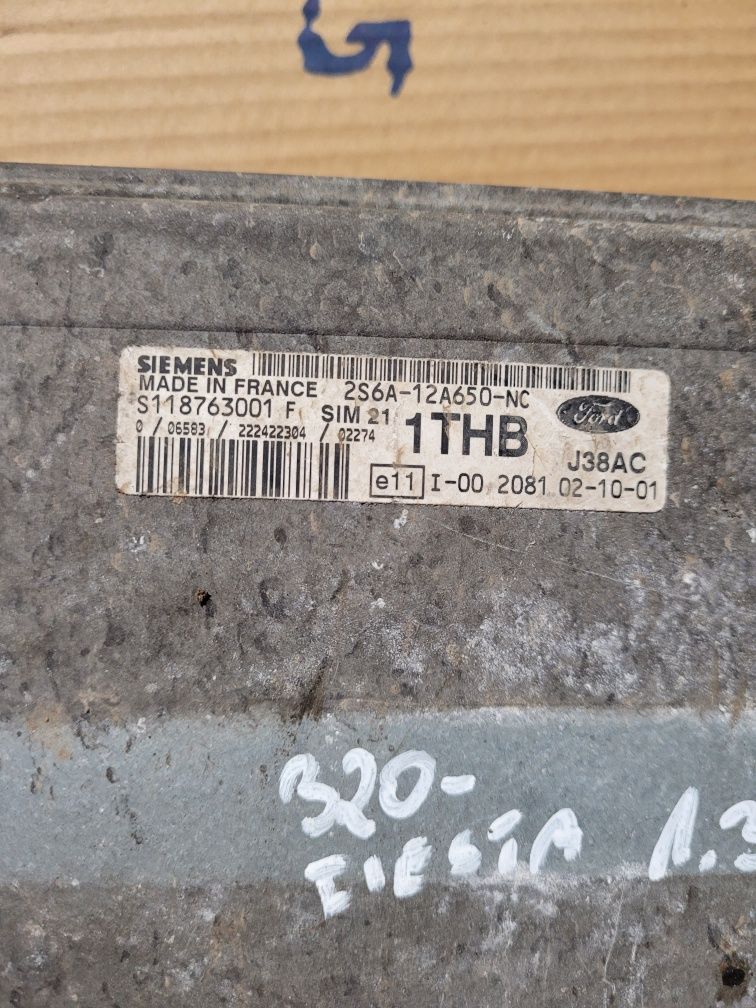 SIEMENS
MADE IN FRANCE 2S6A-12A650-NC
S118763001 F SIM 21 1THB Ford
0 / 06583 / 222422304 / 02274 J38AC
e11 I-00 2081 02-10-01
320-
FIESTA 1.3